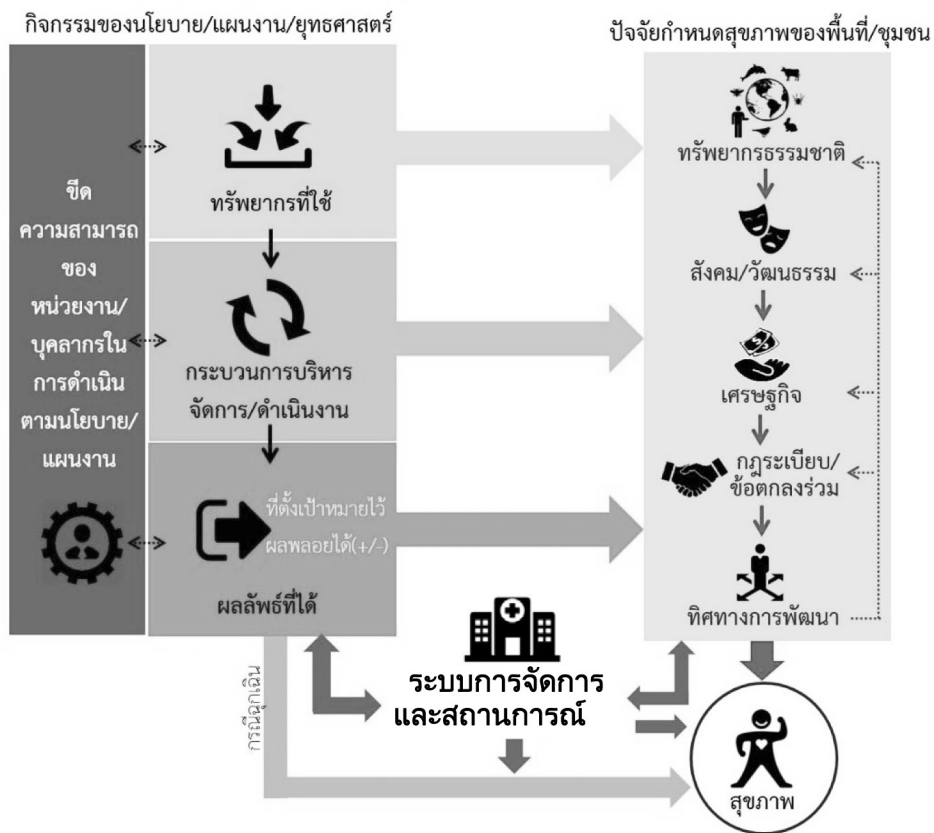 กิจกรรมของนโยบาย/แผนงาน/ยุทธศาสตร์
ปัจจัยกำหนดสุขภาพของพื้นที่/ชุมชน
ขีด
ความสามารถ
ของ
หน่วยงาน/
บุคลากรใน
การดำเนิน
ตามนโยบาย/
แผนงาน
ทรัพยากรที่ใช้
กระบวนการบริหาร
จัดการ/ดำเนินงาน
ที่ตั้งเป้าหมายไว้
ผลพลอยได้(+/-)
ผลลัพธ์ที่ได้
ทรัพยากรธรรมชาติ
สังคม/วัฒนธรรม
เศรษฐกิจ
กฎระเบียบ/
ข้อตกลงร่วม
ทิศทางการพัฒนา
กรณีฉุกเฉิน
ระบบการจัดการ
และสถานการณ์
สุขภาพ